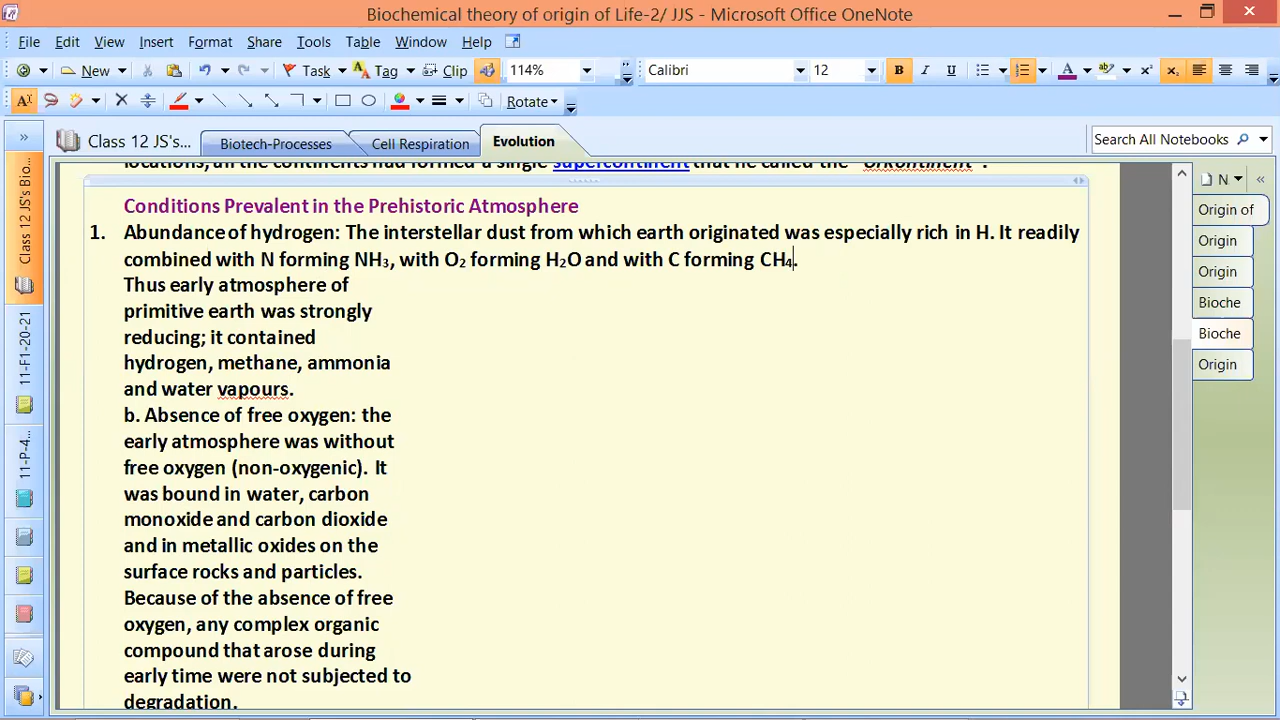 Biochemical theory of origin of Life-2/ JJS - Microsoft Office OneNote
File Edit View Insert Format Share Tools Table Window Help
New Task Tag Clip 114% Calibri 12 B I U
Rotate
Class 12 JS's... Biotech-Processes Cell Respiration Evolution Search All Notebooks
supercontinent that he called the "Urkontinent".
Conditions Prevalent in the Prehistoric Atmosphere
1. Abundance of hydrogen: The interstellar dust from which earth originated was especially rich in H. It readily
combined with N forming NH₃, with O₂ forming H₂O and with C forming CH₄.
Thus early atmosphere of
primitive earth was strongly
reducing; it contained
hydrogen, methane, ammonia
and water vapours.
b. Absence of free oxygen: the
early atmosphere was without
free oxygen (non-oxygenic). It
was bound in water, carbon
monoxide and carbon dioxide
and in metallic oxides on the
surface rocks and particles.
Because of the absence of free
oxygen, any complex organic
compound that arose during
early time were not subjected to
degradation.
Class 12 JS's Bio...
11-F1-20-21
11-P-4...
N
Origin of
Origin
Origin
Bioche
Bioche
Origin